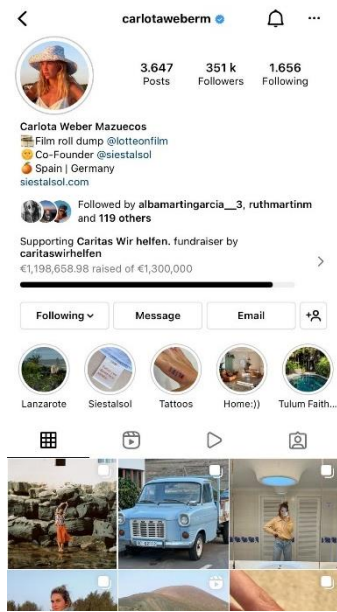 carlotaweberm
3.647 351 k 1.656
Posts Followers Following
Carlota Weber Mazuecos
Film roll dump @lotteonfilm
Co-Founder @siestalsol
Spain | Germany
siestalsol.com
Followed by albamartingarcia__3, ruthmartinm
and 119 others
Supporting Caritas Wir helfen. fundraiser by
caritaswirhelfen
€1,198,658.98 raised of €1,300,000
Following Message Email
Lanzarote Siestalsol Tattoos Home:)) Tulum Faith...